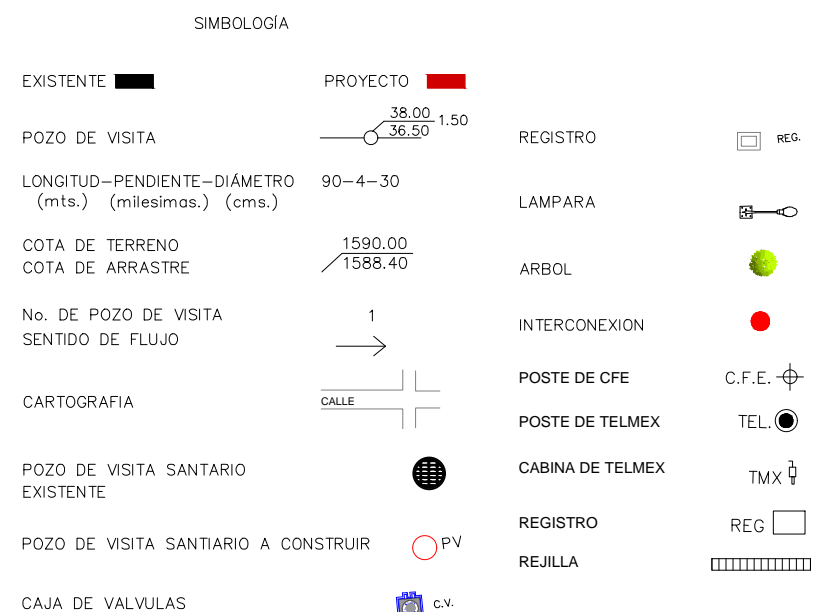 SIMBOLOGÍA
EXISTENTE
PROYECTO
POZO DE VISITA
38.00
36.50
1.50
LONGITUD-PENDIENTE-DIÁMETRO
(mts.) (milesimas.) (cms.)
90-4-30
COTA DE TERRENO
1590.00
COTA DE ARRASTRE
1588.40
No. DE POZO DE VISITA
1
SENTIDO DE FLUJO
CARTOGRAFIA
CALLE
POZO DE VISITA SANTARIO
EXISTENTE
POZO DE VISITA SANTIARIO A CONSTRUIR
PV
CAJA DE VALVULAS
C.V.
REGISTRO
REG.
LAMPARA
ARBOL
INTERCONEXION
POSTE DE CFE
C.F.E.
POSTE DE TELMEX
TEL.
CABINA DE TELMEX
TMX
REGISTRO
REG
REJILLA